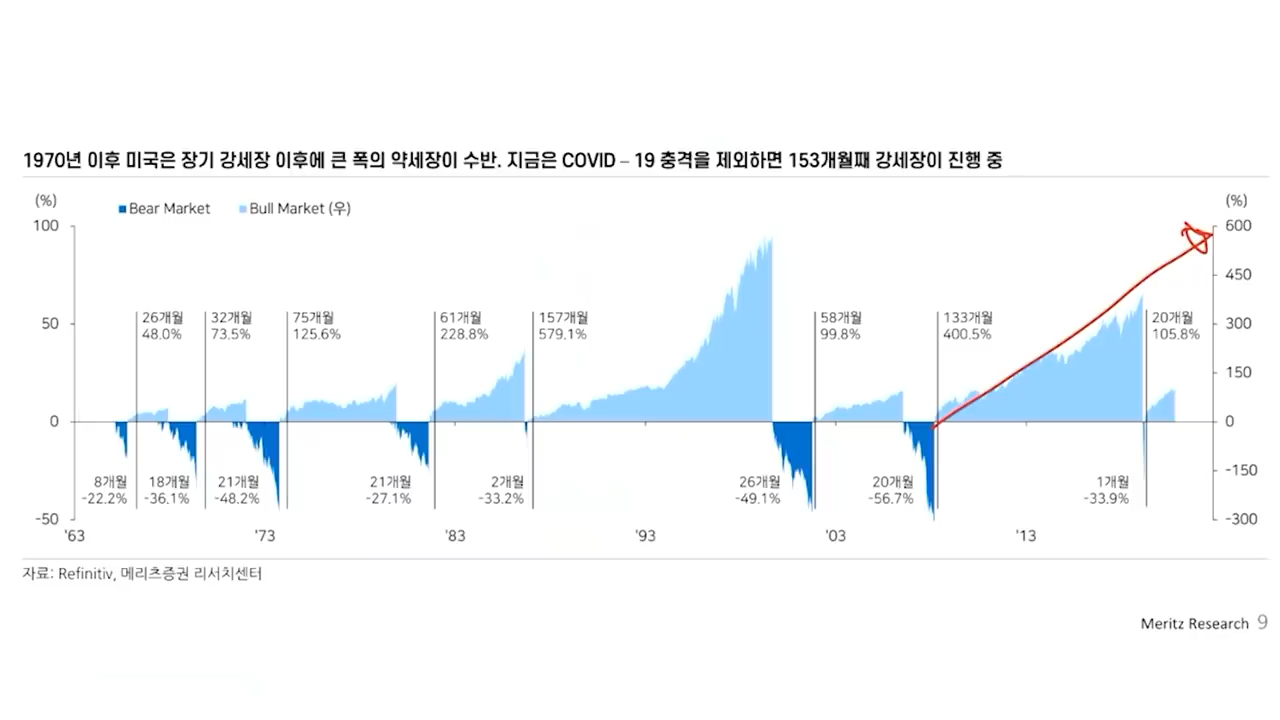 1970년 이후 미국은 장기 강세장 이후에 큰 폭의 약세장이 수반. 지금은 COVID – 19 충격을 제외하면 153개월째 강세장이 진행 중
(%)
Bear Market
Bull Market (우)
(%)
100
50
0
-50
600
450
300
150
0
-150
-300
26개월
48.0%
32개월
73.5%
75개월
125.6%
61개월
228.8%
157개월
579.1%
58개월
99.8%
133개월
400.5%
20개월
105.8%
8개월
-22.2%
18개월
-36.1%
21개월
-48.2%
21개월
-27.1%
2개월
-33.2%
26개월
-49.1%
20개월
-56.7%
1개월
-33.9%
'63
'73
'83
'93
'03
'13
자료: Refinitiv, 메리츠증권 리서치센터
Meritz Research 9